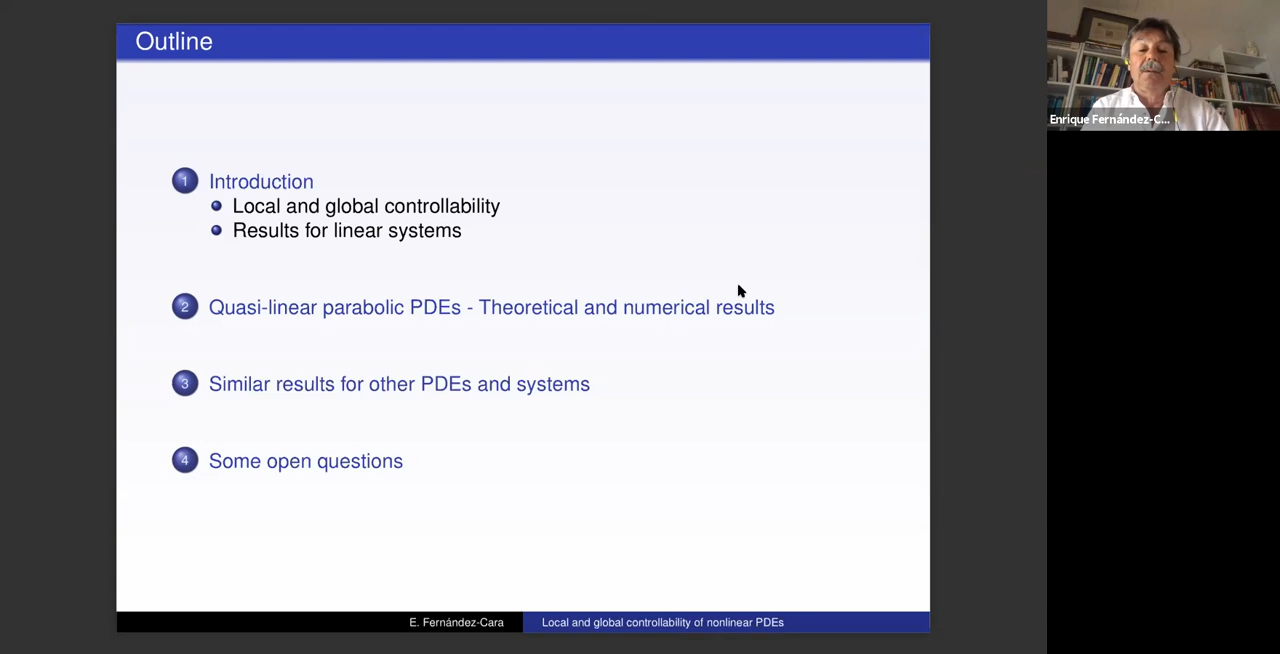 Outline
1 Introduction
Local and global controllability
Results for linear systems
2 Quasi-linear parabolic PDEs - Theoretical and numerical results
3 Similar results for other PDEs and systems
4 Some open questions
E. Fernández-Cara Local and global controllability of nonlinear PDEs
Enrique Fernández-C...